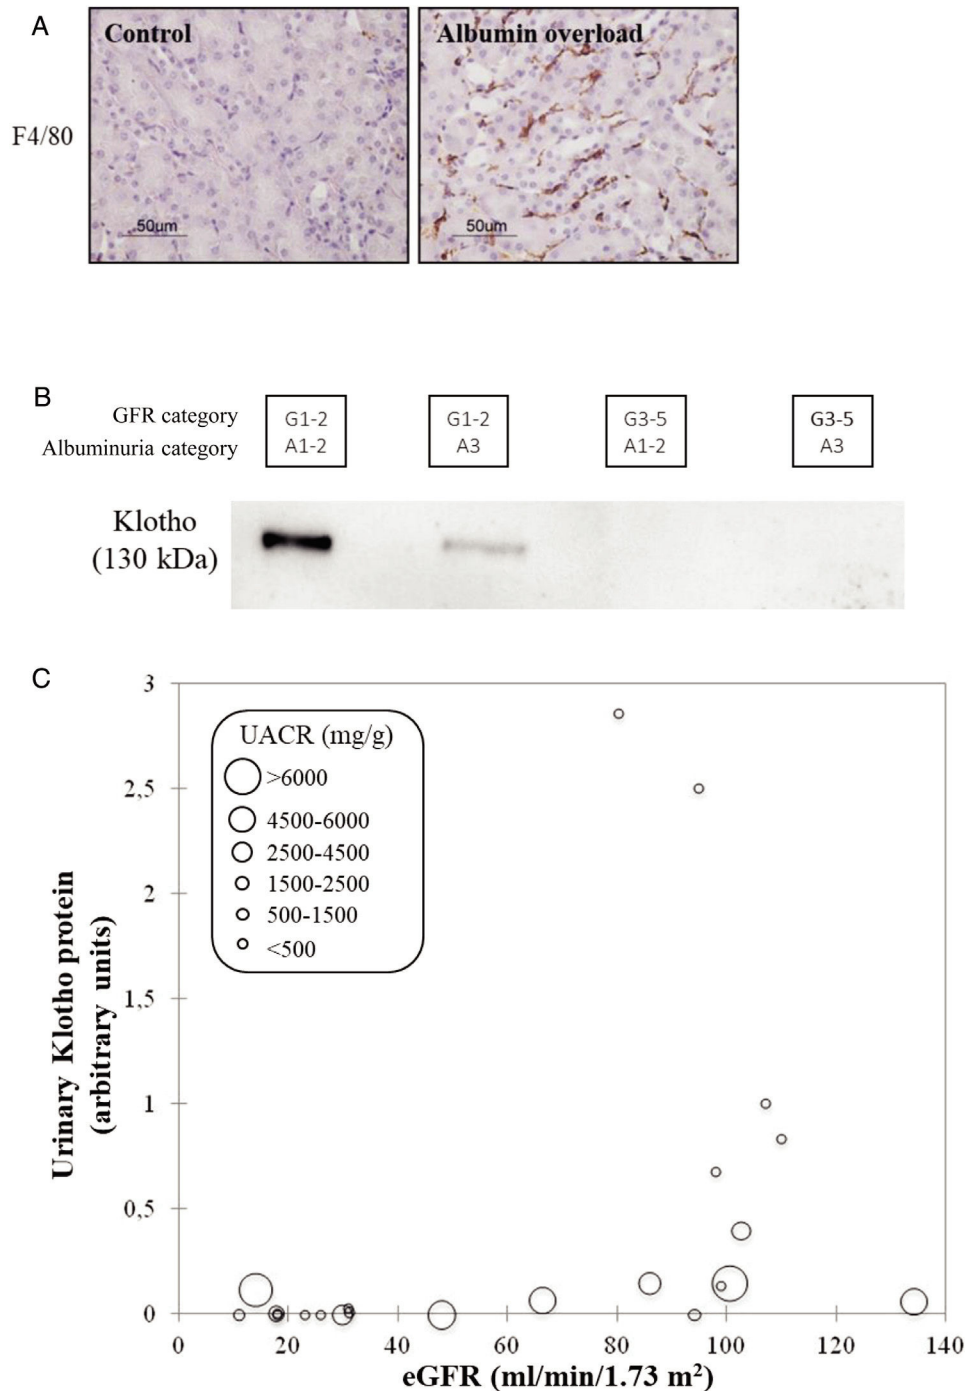 A
Control
Albumin overload
F4/80
50um
50um
B
GFR category
G1-2
G1-2
G3-5
G3-5
Albuminuria category
A1-2
A3
A1-2
A3
Klotho
(130 kDa)
C
3
2,5
2
1,5
1
0,5
0
Urinary Klotho protein
(arbitrary units)
UACR (mg/g)
>6000
4500-6000
2500-4500
1500-2500
500-1500
<500
0
20
40
60
80
100
120
140
eGFR (ml/min/1.73 m²)